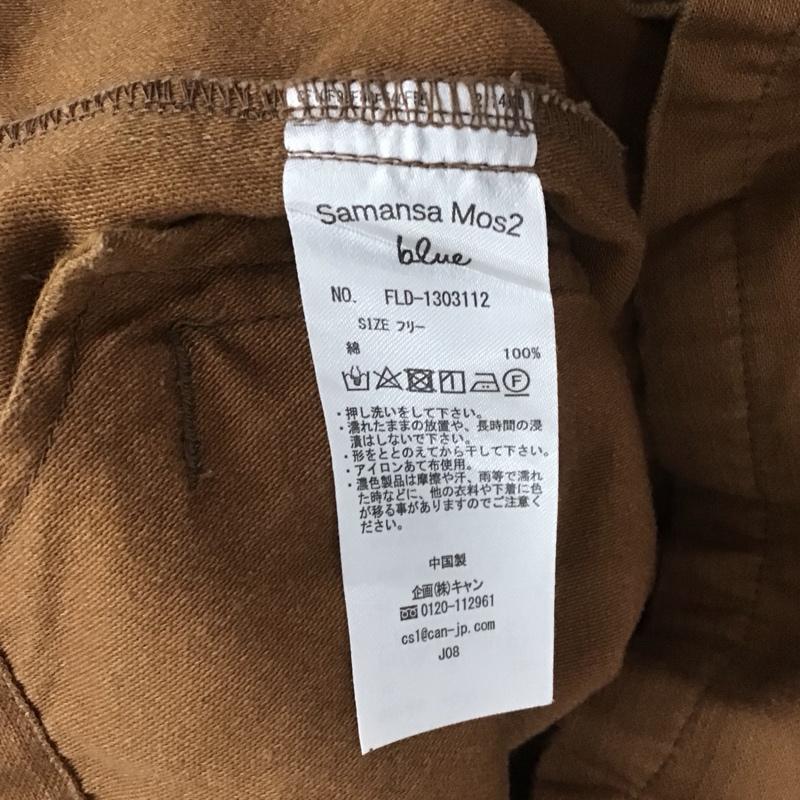 Samansa Mos2
blue
NO. FLD-1303112
SIZE フリー
綿 100%
F
・押し洗いをして下さい。
・濡れたままの放置や、長時間の浸
漬はしないで下さい。
・形をととのえてから干して下さい。
・アイロンあて布使用。
・濃色製品は摩擦や汗、雨等で濡れ
た時などに、他の衣料や下着に色
が移る事がありますのでご注意く
ださい。
中国製
企画(株)キャン
0120-112961
cs1@can-jp.com
J08